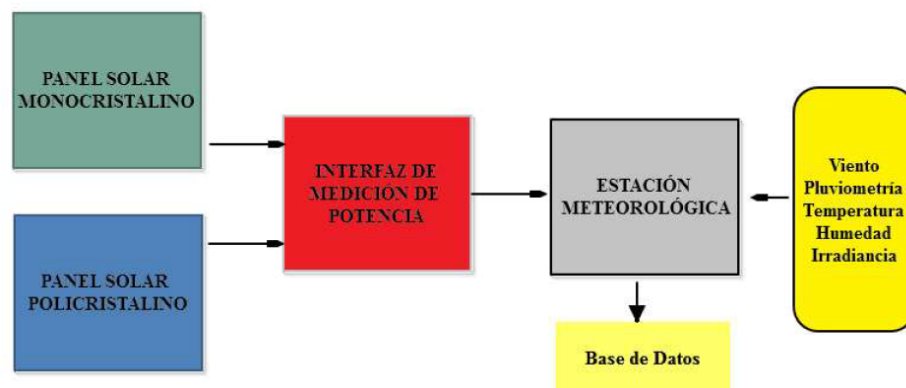 PANEL SOLAR
MONOCRISTALINO
PANEL SOLAR
POLICRISTALINO
INTERFAZ DE
MEDICIÓN DE
POTENCIA
ESTACIÓN
METEOROLÓGICA
Viento
Pluviometría
Temperatura
Humedad
Irradiancia
Base de Datos